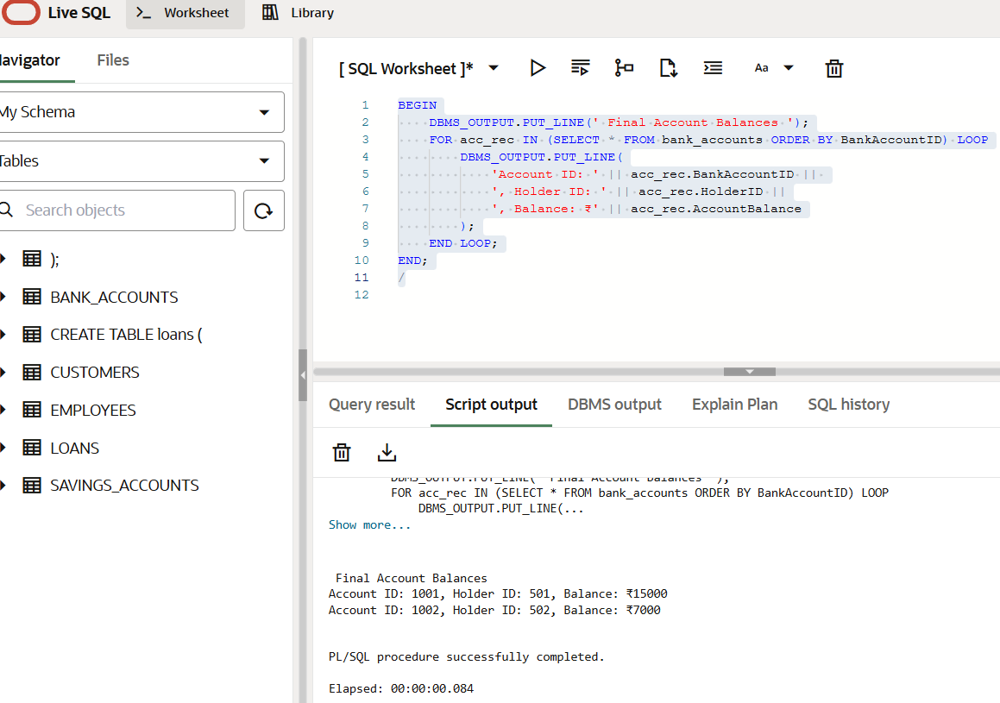 Live SQL
Worksheet
Library
Navigator
Files
My Schema
Tables
Search objects
);
BANK_ACCOUNTS
CREATE TABLE loans (
CUSTOMERS
EMPLOYEES
LOANS
SAVINGS_ACCOUNTS
[ SQL Worksheet ]*
Aa
1 BEGIN
2 DBMS_OUTPUT.PUT_LINE(' Final Account Balances ');
3 FOR acc_rec IN (SELECT * FROM bank_accounts ORDER BY BankAccountID) LOOP
4 DBMS_OUTPUT.PUT_LINE(
5 'Account ID: ' || acc_rec.BankAccountID ||
6 ', Holder ID: ' || acc_rec.HolderID ||
7 ', Balance: ₹' || acc_rec.AccountBalance
8 );
9 END LOOP;
10 END;
11 /
12
Query result
Script output
DBMS output
Explain Plan
SQL history
DBMS_OUTPUT.PUT_LINE(' Final Account Balances ');
FOR acc_rec IN (SELECT * FROM bank_accounts ORDER BY BankAccountID) LOOP
DBMS_OUTPUT.PUT_LINE(...
Show more...
Final Account Balances
Account ID: 1001, Holder ID: 501, Balance: ₹15000
Account ID: 1002, Holder ID: 502, Balance: ₹7000
PL/SQL procedure successfully completed.
Elapsed: 00:00:00.084